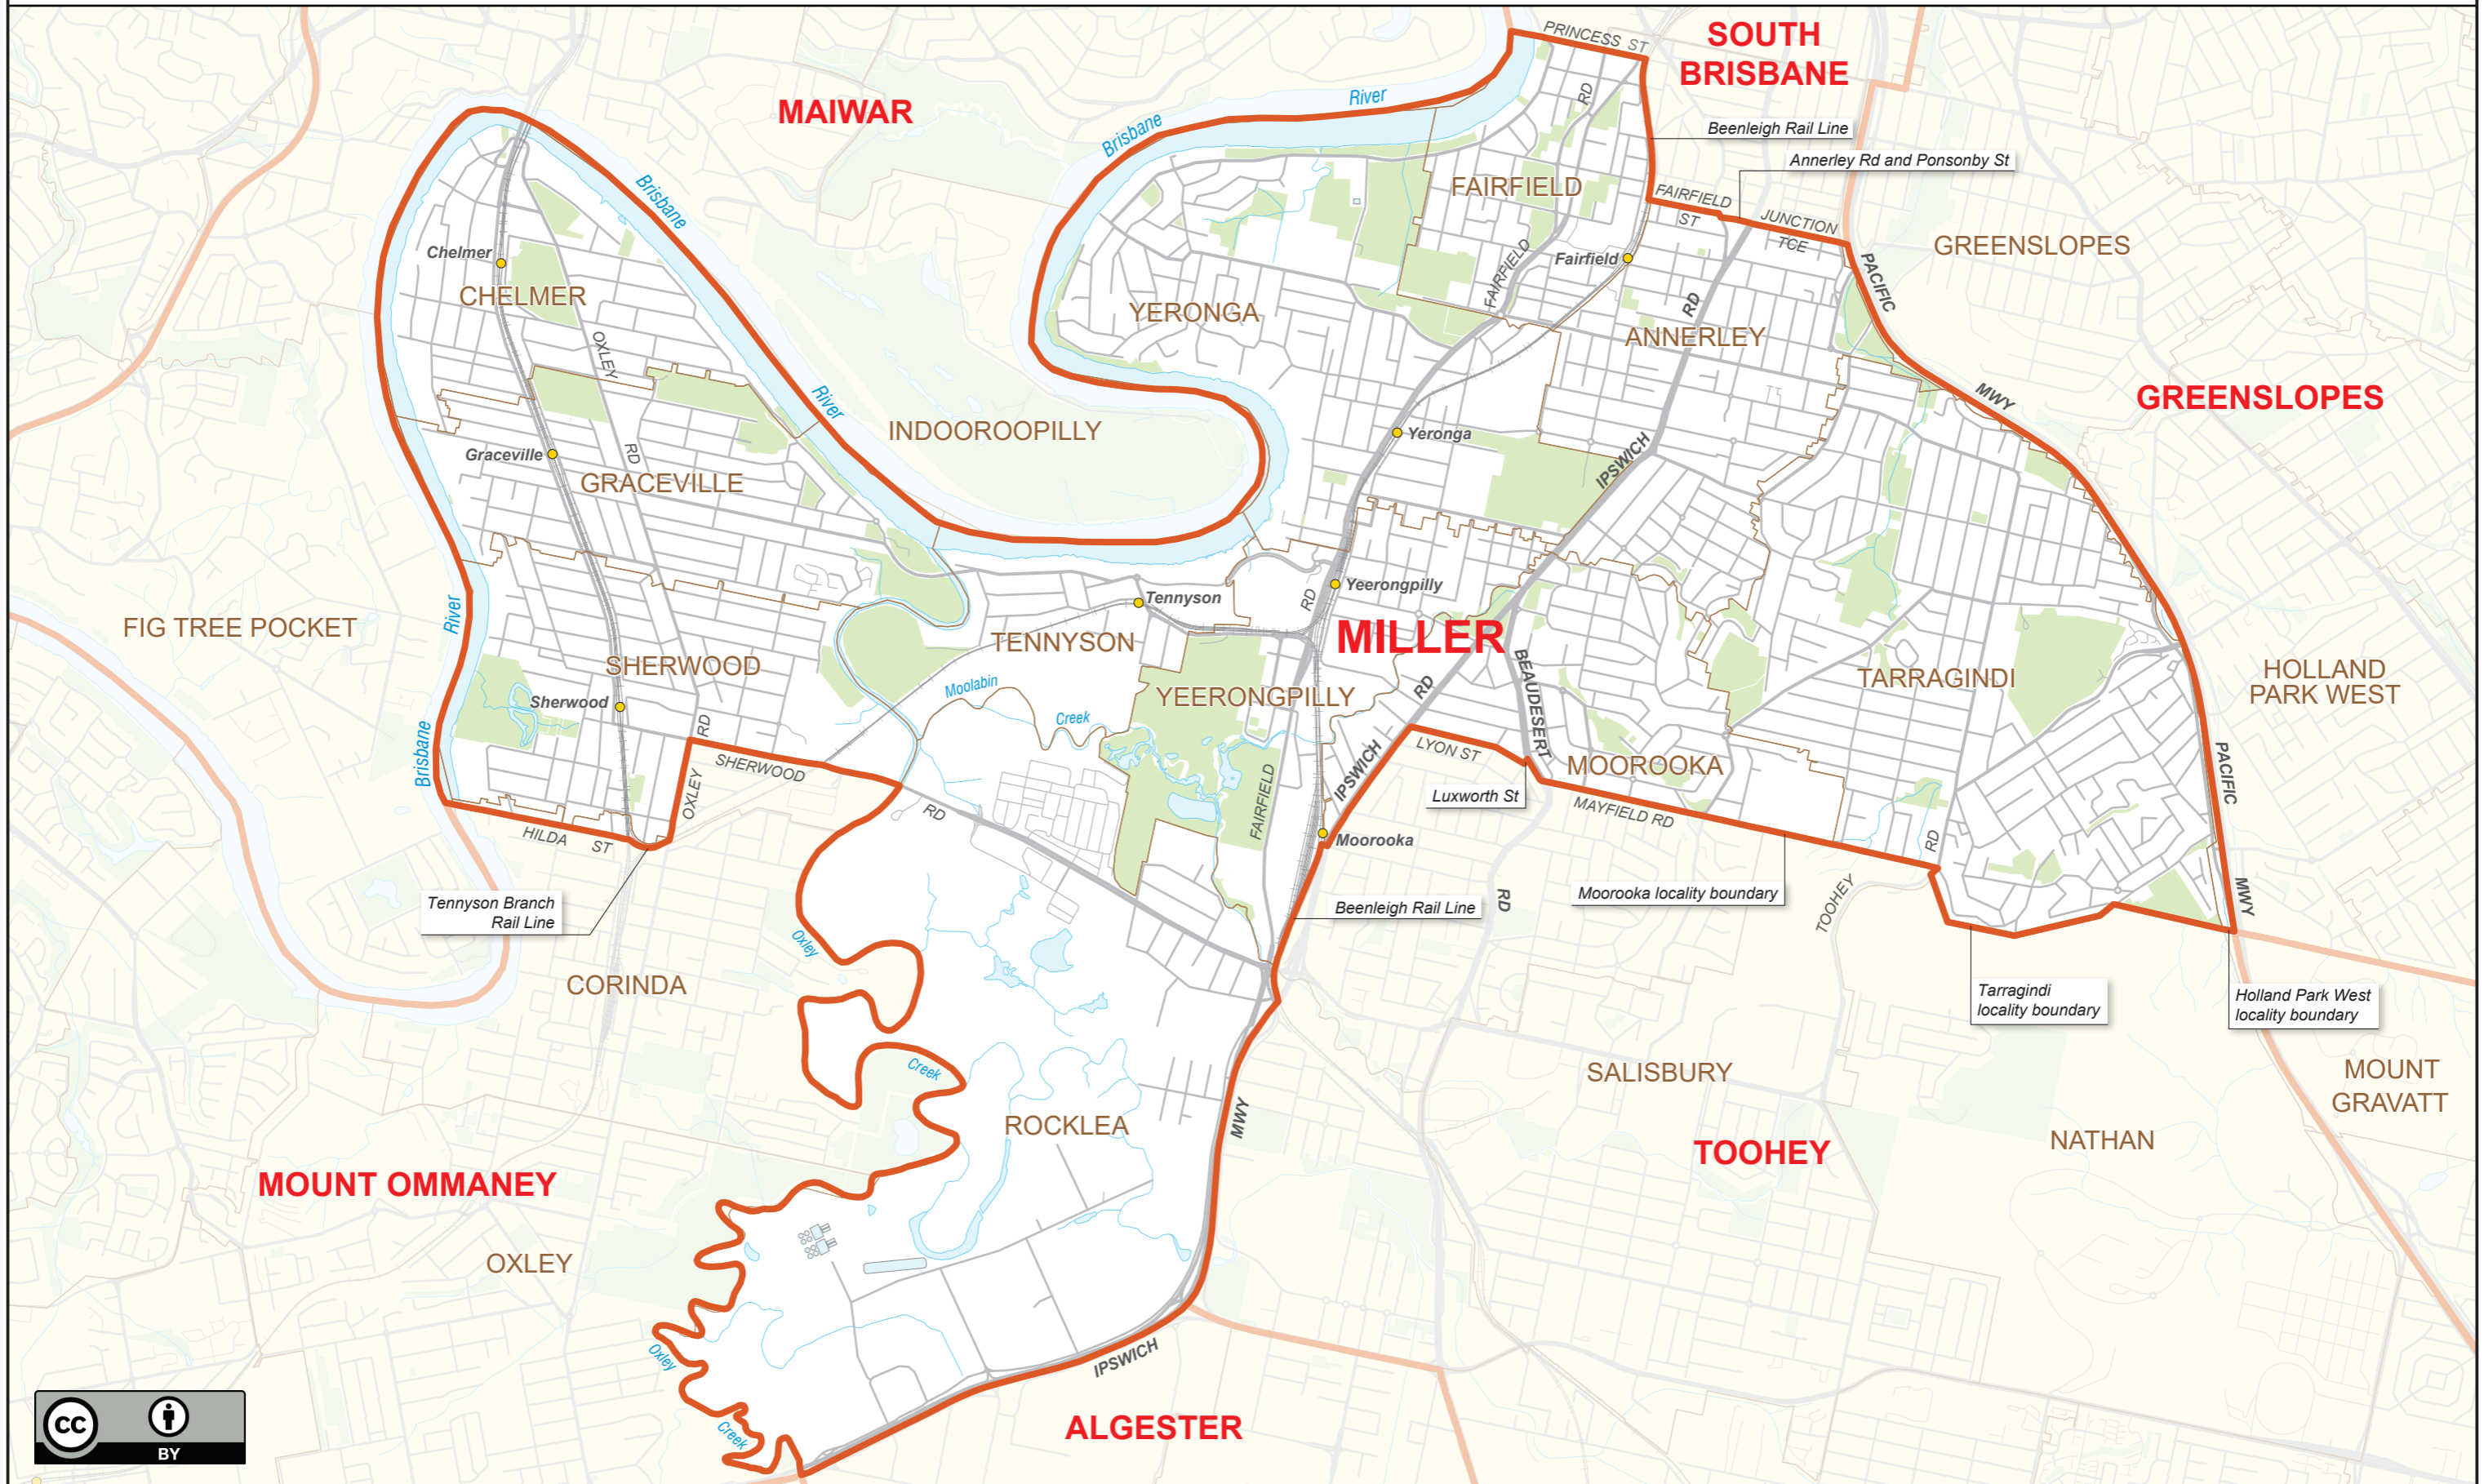 PRINCESS ST
SOUTH
BRISBANE
MAIWAR
River
Brisbane
RD
Beenleigh Rail Line
Annerley Rd and Ponsonby St
Brisbane
FAIRFIELD
FAIRFIELD
ST
JUNCTION
TCE
GREENSLOPES
Chelmer
CHELMER
Fairfield
FAIRFIELD
PACIFIC
YERONGA
RD
ANNERLEY
OXLEY
River
MWY
GREENSLOPES
INDOOROOPILLY
Yeronga
Graceville
RD
GRACEVILLE
IPSWICH
Yeerongpilly
Tennyson
RD
River
FIG TREE POCKET
TENNYSON
MILLER
SHERWOOD
BEAUDESERT
TARRAGINDI
HOLLAND
PARK WEST
Moolabin
YEERONGPILLY
RD
Sherwood
Creek
RD
Brisbane
SHERWOOD
LYON ST
MOOROOKA
PACIFIC
OXLEY
IPSWICH
Luxworth St
FAIRFIELD
RD
MAYFIELD RD
HILDA ST
Moorooka
RD
Tennyson Branch
Rail Line
Beenleigh Rail Line
RD
Moorooka locality boundary
TOOHEY
MWY
Oxley
CORINDA
Tarragindi
locality boundary
Holland Park West
locality boundary
Creek
SALISBURY
MOUNT
GRAVATT
ROCKLEA
MWY
NATHAN
TOOHEY
MOUNT OMMANEY
OXLEY
Oxley
IPSWICH
Creek
ALGESTER
CC
BY